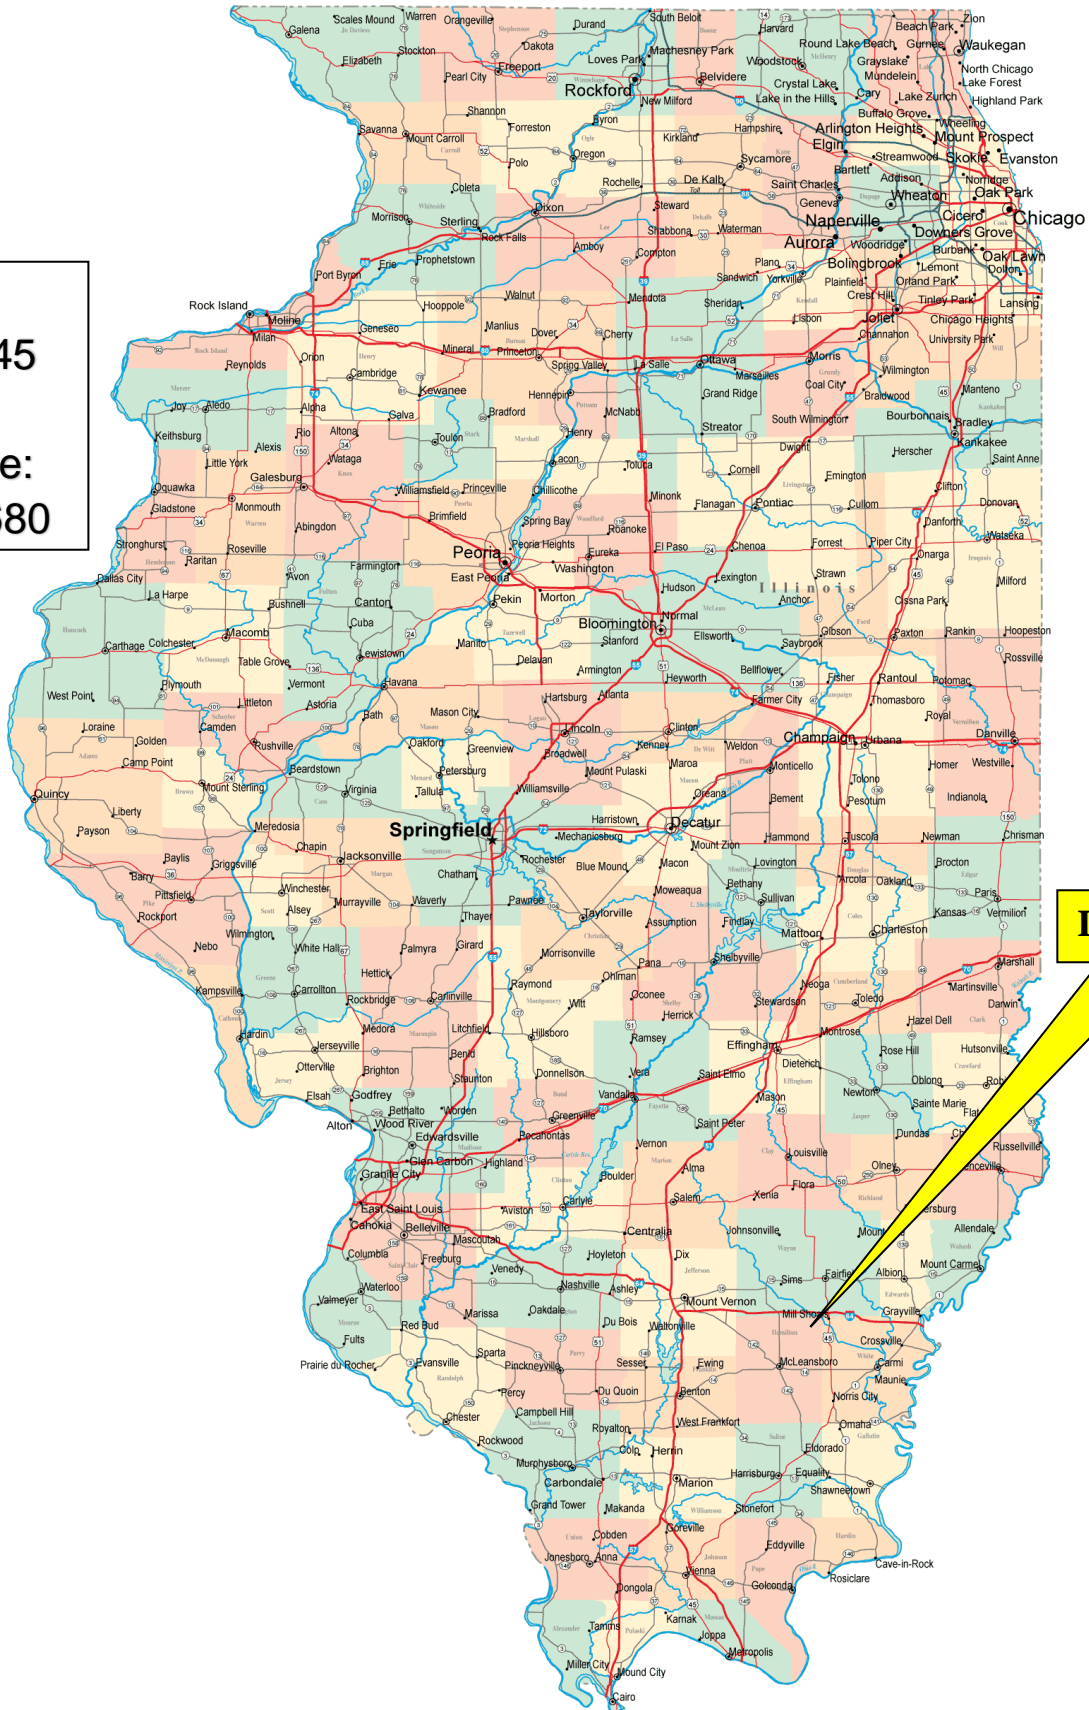 Scales Mound
Warren
Orangeville
Durand
South Beloit
Harvard
Zion
Beach Park
Galena
Dakota
Machesney Park
Round Lake Beach
Gurnee
Waukegan
Stockton
Loves Park
Woodstock
Grayslake
North Chicago
Elizabeth
Pearl City
Freeport
Rockford
Belvidere
Crystal Lake
Mundelein
Lake Forest
New Milford
Lake in the Hills
Cary
Lake Zurich
Highland Park
Shannon
Byron
Buffalo Grove
Wheeling
Savanna
Mount Carroll
Forreston
Kirkland
Hampshire
Arlington Heights
Mount Prospect
Elgin
Polo
Oregon
Sycamore
Streamwood
Skokie
Evanston
Bartlett
Coleta
Rochelle
De Kalb
Saint Charles
Addison
Norridge
Geneva
Wheaton
Oak Park
Morrison
Sterling
Dixon
Steward
Naperville
Cicero
Chicago
Rock Falls
Shabbona
Waterman
Aurora
Downers Grove
Amboy
Woodridge
Burbank
Oak Lawn
Erie
Prophetstown
Compton
Plano
Bolingbrook
Lemont
Dolton
Port Byron
Sandwich
Yorkville
Plainfield
Orland Park
Rock Island
Hooppole
Walnut
Mendota
Sheridan
Crest Hill
Tinley Park
Lansing
Moline
Lisbon
Joliet
Chicago Heights
Milan
Geneseo
Manlius
Dover
Cherry
Channahon
University Park
45
Mineral
Princeton
Reynolds
Orion
Spring Valley
La Salle
Ottawa
Morris
Cambridge
Marseilles
Wilmington
Kewanee
Hennepin
Grand Ridge
Coal City
Braidwood
Manteno
Joy
Aledo
Alpha
Galva
Bradford
McNabb
South Wilmington
Bourbonnais
Bradley
Keithsburg
Rio
Altona
Toulon
Henry
Streator
Kankakee
Alexis
Dwight
Herscher
Saint Anne
e:
Little York
Wataga
Lacon
Toluca
Cornell
Emington
Galesburg
Oquawka
Williamsfield
Princeville
Chillicothe
Minonk
Flanagan
Pontiac
Cullom
Clifton
Donovan
680
Gladstone
Monmouth
Brimfield
Spring Bay
Abingdon
Roanoke
Danforth
Stronghurst
Raritan
Roseville
Peoria
Peoria Heights
Eureka
El Paso
Chenoa
Forrest
Piper City
Watseka
Onarga
Farmington
Washington
Dallas City
Avon
East Peoria
Lexington
Strawn
Milford
La Harpe
Bushnell
Canton
Pekin
Morton
Hudson
Illinois
Anchor
Cissna Park
Cuba
Normal
Carthage
Colchester
Macomb
Bloomington
Stanford
Ellsworth
Gibson
Paxton
Rankin
Hoopeston
Manito
Saybrook
Table Grove
Lewistown
Delavan
Armington
Bellflower
Rossville
Plymouth
Vermont
Havana
Heyworth
Fisher
Rantoul
Potomac
West Point
Littleton
Astoria
Hartsburg
Atlanta
Farmer City
Thomasboro
Bath
Mason City
Royal
Loraine
Camden
Lincoln
Clinton
Golden
Rushville
Oakford
Greenview
Kenney
Weldon
Champaign
Urbana
Danville
Camp Point
Broadwell
Maroa
Homer
Westville
Beardstown
Petersburg
Mount Pulaski
Monticello
Quincy
Mount Sterling
Virginia
Tallula
Williamsville
Oreana
Tolono
Liberty
Bement
Pesotum
Indianola
Payson
Meredosia
Springfield
Harristown
Decatur
Mechanicsburg
Hammond
Tuscola
Newman
Chrisman
Chapin
Mount Zion
Baylis
Griggsville
Jacksonville
Rochester
Blue Mound
Macon
Lovington
Brocton
Barry
Chatham
Arcola
Oakland
Pittsfield
Winchester
Moweaqua
Bethany
Paris
Murrayville
Waverly
Pawnee
Sullivan
Rockport
Alsey
Thayer
Taylorville
Assumption
Findlay
Kansas
Vermilion
Wilmington
Mattoon
Charleston
Nebo
White Hall
Palmyra
Girard
Morrisonville
Pana
Shelbyville
Marshall
Hettick
Ohlman
Kampsville
Carrollton
Raymond
Neoga
Martinsville
Rockbridge
Carlinville
Witt
Oconee
Stewardson
Toledo
Darwin
Herrick
Hardin
Medora
Litchfield
Hillsboro
Ramsey
Montrose
Hazel Dell
Jerseyville
Benld
Effingham
Rose Hill
Hutsonville
Otterville
Brighton
Staunton
Donnellson
Vera
Saint Elmo
Dieterich
Oblong
Elsah
Godfrey
Vandalia
Mason
Newton
Bethalto
Worden
Greenville
Sainte Marie
Alton
Wood River
Saint Peter
Edwardsville
Pocahontas
Dundas
Russellville
Glen Carbon
Highland
Vernon
Louisville
Granite City
Boulder
Alma
Olney
Flora
East Saint Louis
Aviston
Carlyle
Salem
Xenia
Cahokia
Belleville
Centralia
Johnsonville
Allendale
Mascoutah
Columbia
Freeburg
Hoyleton
Dix
Mount Carmel
Waterloo
Venedy
Nashville
Ashley
Sims
Albion
Valmeyer
Marissa
Oakdale
Mount Vernon
Mill Shoals
Grayville
Red Bud
Du Bois
Waltonville
Fults
Crossville
Prairie du Rocher
Evansville
Sparta
Pinckneyville
Sesser
Ewing
McLeansboro
Carmi
Maunie
Percy
Du Quoin
Benton
Norris City
Chester
Campbell Hill
West Frankfort
Omaha
Rockwood
Royalton
Colp
Herrin
Eldorado
Murphysboro
Carbondale
Marion
Harrisburg
Equality
Shawneetown
Grand Tower
Makanda
Stonefort
Goreville
Cobden
Eddyville
Jonesboro
Anna
Cave-in-Rock
Vienna
Rosiclare
Dongola
Golconda
Karnak
Tamms
Joppa
Metropolis
Miller City
Mound City
Cairo